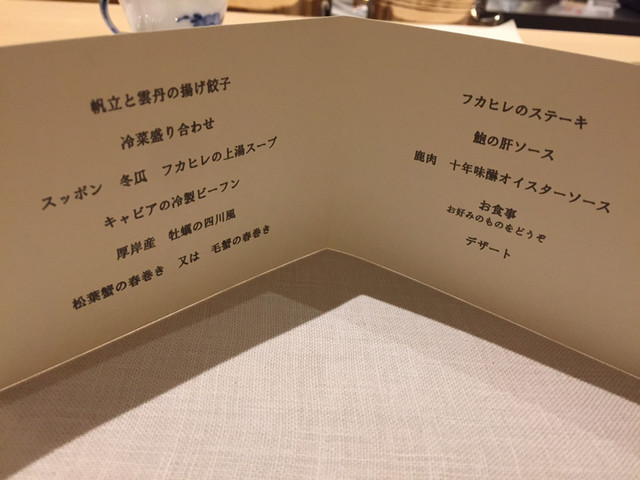 帆立と雲丹の揚げ餃子
冷菜盛り合わせ
スッポン　冬瓜　フカヒレの上湯スープ
キャビアの冷製ビーフン
厚岸産　牡蠣の四川風
松葉蟹の春巻き　又は　毛蟹の春巻き
フカヒレのステーキ
鮑の肝ソース
鹿肉　十年味醂オイスターソース
お食事
お好みのものをどうぞ
デザート